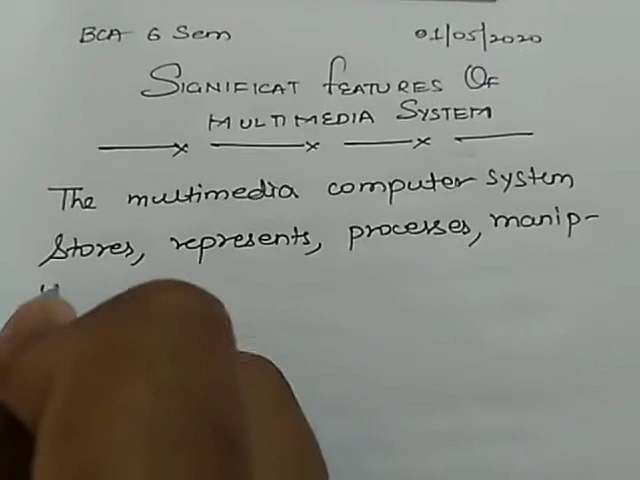 BCA 6 Sem 01/05/2020
SIGNIFICAT FEATURES OF
MULTIMEDIA SYSTEM
The multimedia computer system
stores, represents, processes, manip-